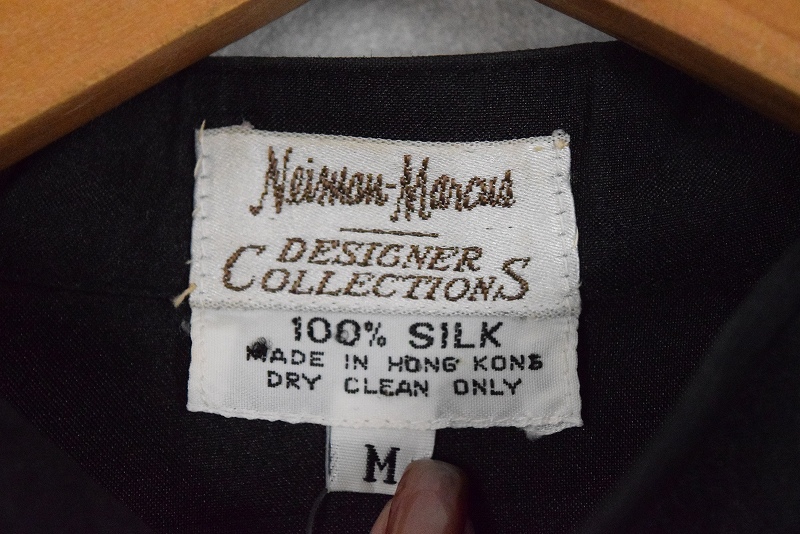 Neiman-Marcus
DESIGNER
COLLECTIONS
100% SILK
MADE IN HONG KONG
DRY CLEAN ONLY
M